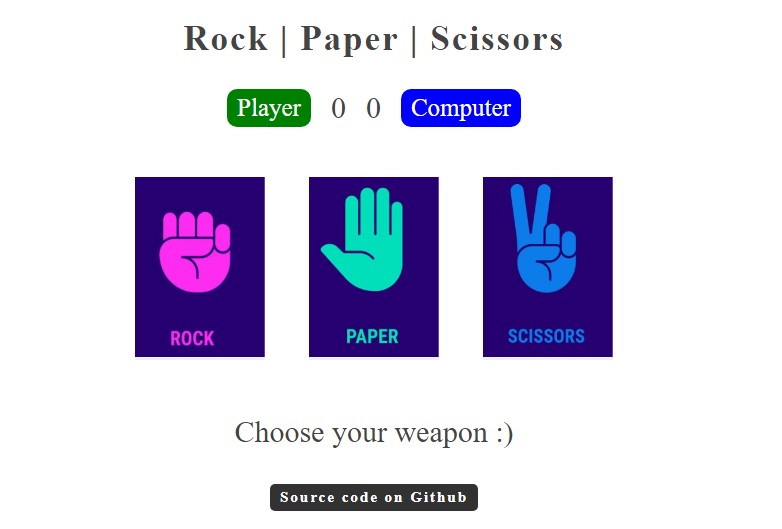 Rock | Paper | Scissors
Player 0 0 Computer
ROCK PAPER SCISSORS
Choose your weapon :)
Source code on Github